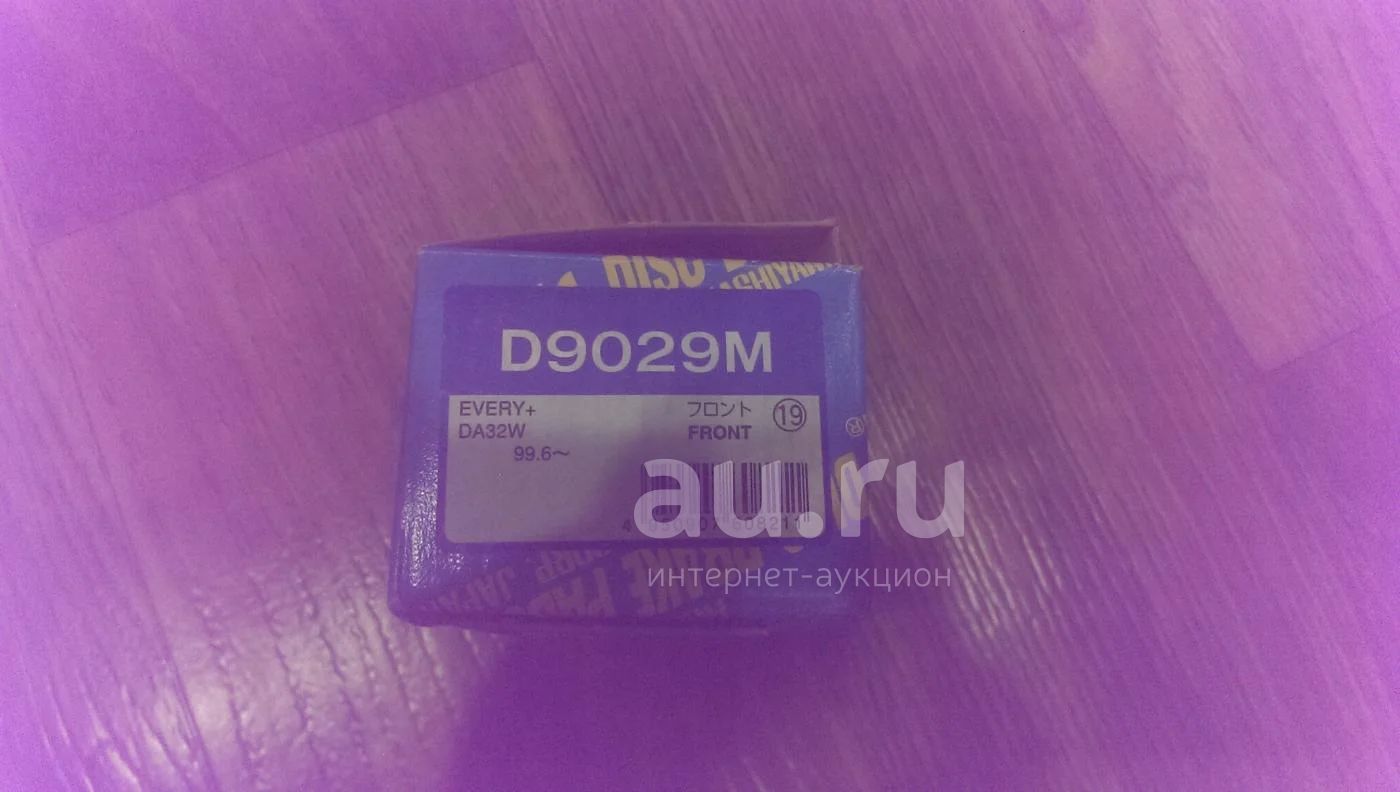 D9029M
EVERY+
フロント
⑲
DA32W
FRONT
99.6～
®
au.ru
интернет-аукцион